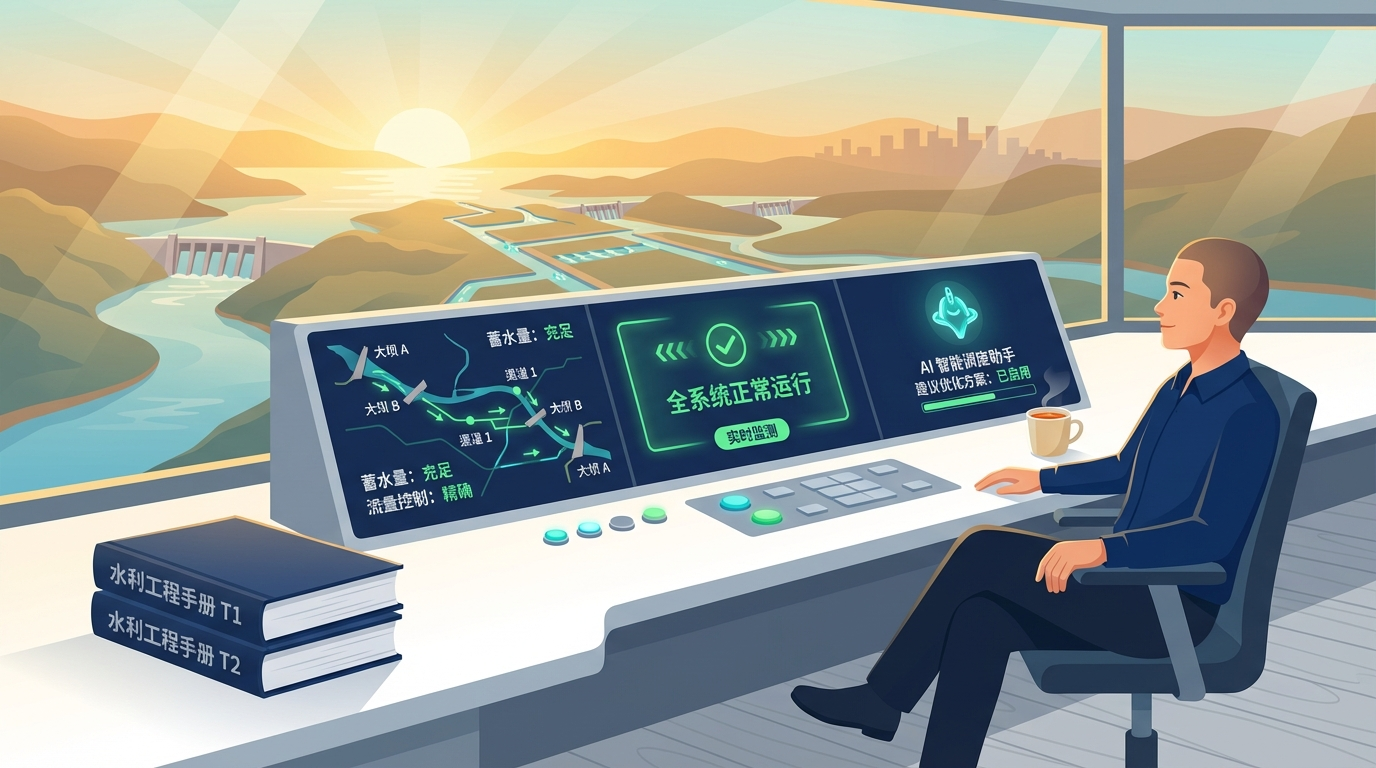 大坝 A
蓄水量：充足
大坝 B
渠道 1
大坝 B
渠道 1
大坝 A
蓄水量：充足
流量控制：精确
全系统正常运行
实时监测
AI 智能调度助手
建议优化方案：已启用
水利工程手册 T1
水利工程手册 T2